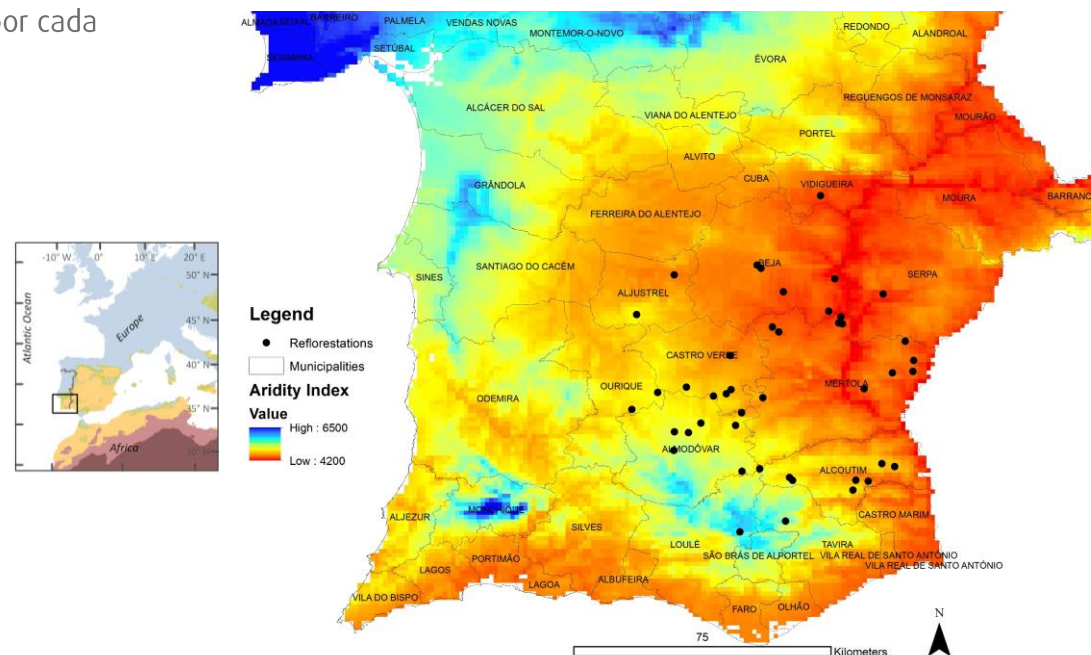 por cada
ALMADA
SEIXAL
BARREIRO
PALMELA
VENDAS NOVAS
MONTEMOR-O-NOVO
REDONDO
ALANDROAL
SETÚBAL
SESIMBRA
ÉVORA
REGUENGOS DE MONSARAZ
ALCÁCER DO SAL
VIANA DO ALENTEJO
MOURÃO
PORTEL
ALVITO
CUBA
VIDIGUEIRA
GRÂNDOLA
MOURA
BARRANC
FERREIRA DO ALENTEJO
SINES
SANTIAGO DO CACÉM
BEJA
SERPA
ALJUSTREL
CASTRO VERDE
OURIQUE
MÉRTOLA
ODEMIRA
ALMODÔVAR
ALCOUTIM
MONCHIQUE
CASTRO MARIM
ALJEZUR
SILVES
LOULÉ
TAVIRA
SÃO BRÁS DE ALPORTEL
VILA REAL DE SANTO ANTÓNIO
VILA REAL DE SANTO ANTÓNIO
PORTIMÃO
LAGOS
LAGOA
ALBUFEIRA
VILA DO BISPO
FARO
OLHÃO
-10° W
0°
10° E
20° E
50° N
45° N
40° N
35° N
Atlantic Ocean
Europe
Africa
Legend
Reflorestations
Municipalities
Aridity Index
Value
High : 6500
Low : 4200
75
Kilometers
N